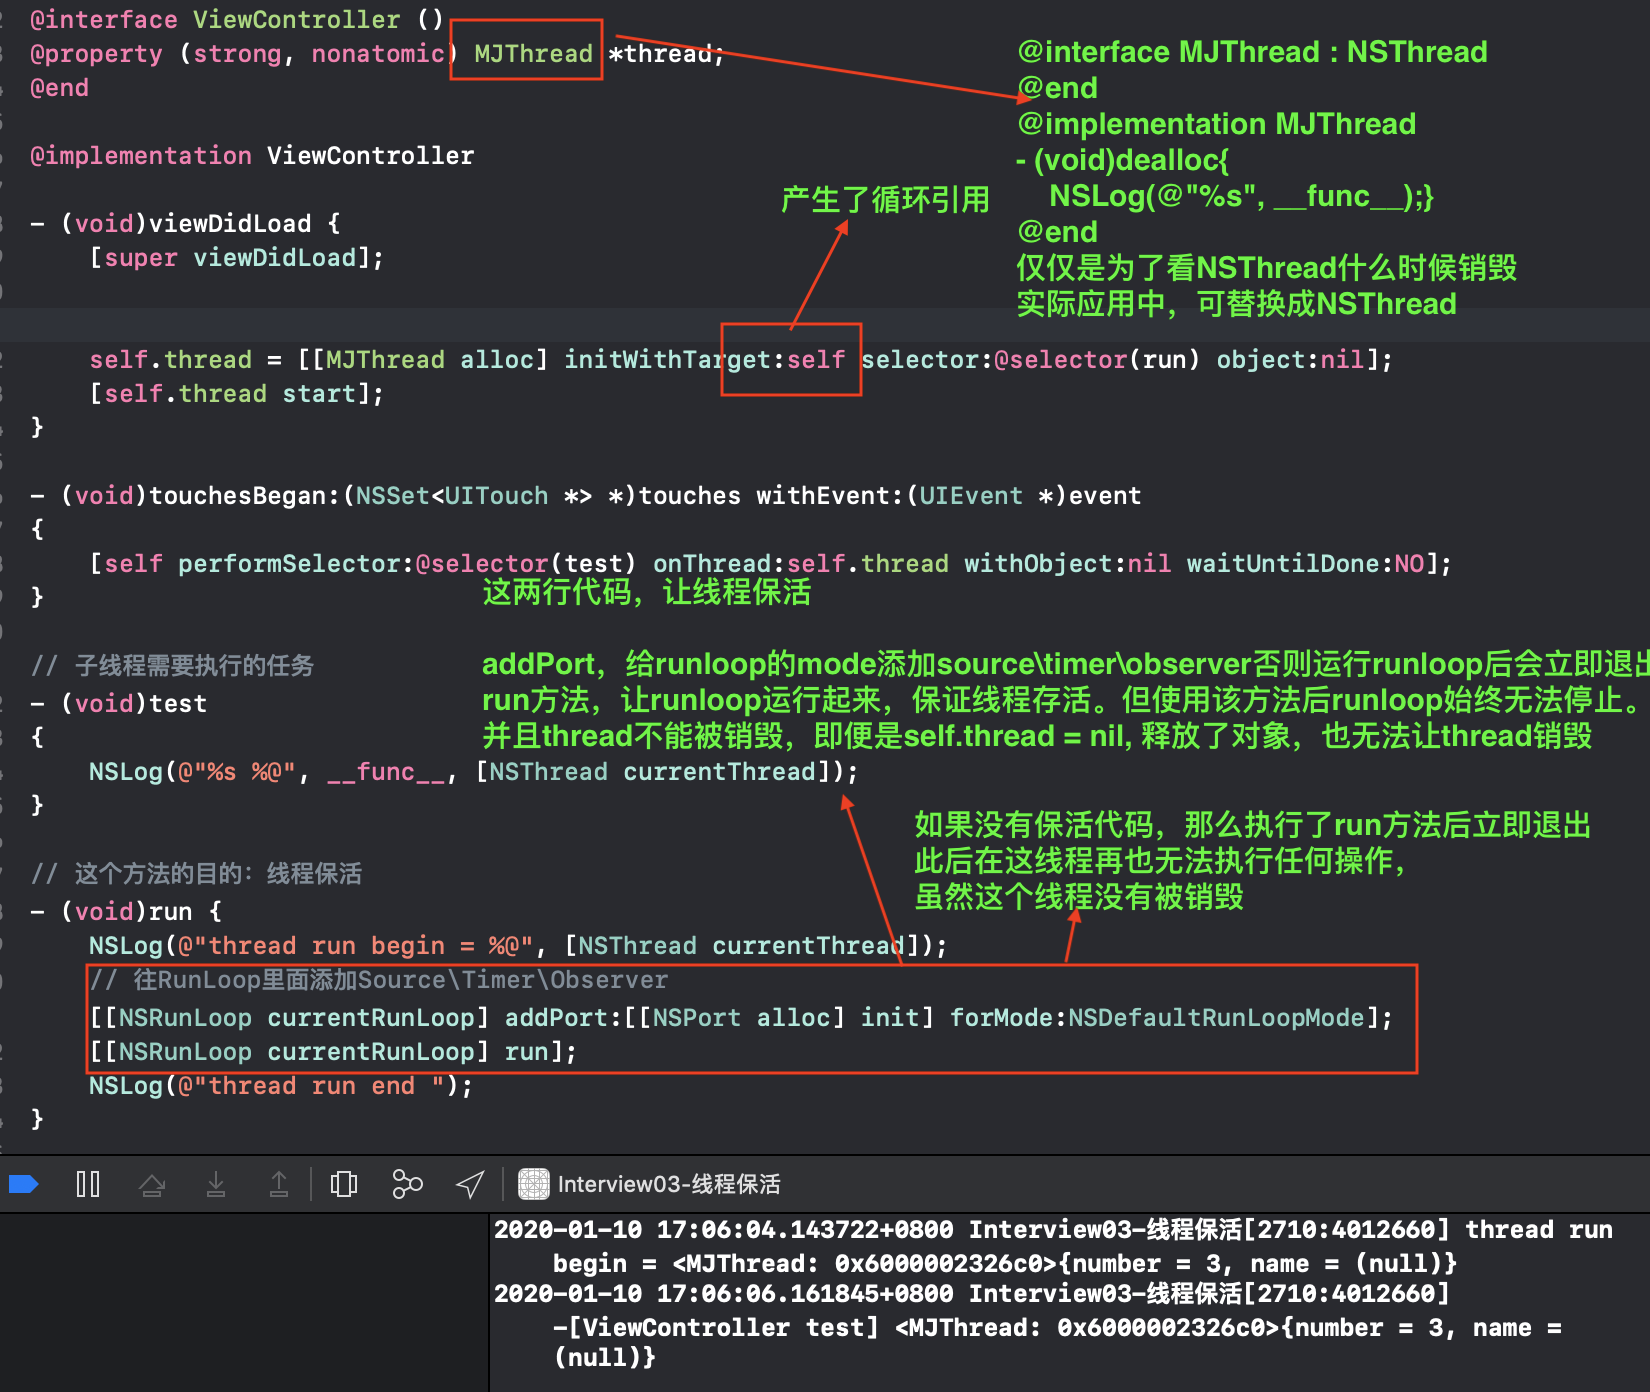 @interface ViewController ()
@property (strong, nonatomic) MJThread *thread;
@end
@implementation ViewController
- (void)viewDidLoad {
[super viewDidLoad];
self.thread = [[MJThread alloc] initWithTarget:self selector:@selector(run) object:nil];
[self.thread start];
}
@interface MJThread : NSThread
@end
@implementation MJThread
- (void)dealloc{
NSLog(@"%s", __func__);}
@end
仅仅是为了看NSThread什么时候销毁
实际应用中，可替换成NSThread
产生了循环引用
- (void)touchesBegan:(NSSet<UITouch *> *)touches withEvent:(UIEvent *)event
{
[self performSelector:@selector(test) onThread:self.thread withObject:nil waitUntilDone:NO];
}
这两行代码，让线程保活
addPort，给runloop的mode添加source\timer\observer否则运行runloop后会立即退出
run方法，让runloop运行起来，保证线程存活。但使用该方法后runloop始终无法停止。
并且thread不能被销毁，即便是self.thread = nil, 释放了对象，也无法让thread销毁
// 子线程需要执行的任务
- (void)test
{
NSLog(@"%s %@", __func__, [NSThread currentThread]);
}
如果没有保活代码，那么执行了run方法后立即退出
此后在这线程再也无法执行任何操作，
虽然这个线程没有被销毁
// 这个方法的目的：线程保活
- (void)run {
NSLog(@"thread run begin = %@", [NSThread currentThread]);
// 往RunLoop里面添加Source\Timer\Observer
[[NSRunLoop currentRunLoop] addPort:[[NSPort alloc] init] forMode:NSDefaultRunLoopMode];
[[NSRunLoop currentRunLoop] run];
NSLog(@"thread run end ");
}
Interview03-线程保活
2020-01-10 17:06:04.143722+0800 Interview03-线程保活[2710:4012660] thread run
begin = <MJThread: 0x6000002326c0>{number = 3, name = (null)}
2020-01-10 17:06:06.161845+0800 Interview03-线程保活[2710:4012660]
-[ViewController test] <MJThread: 0x6000002326c0>{number = 3, name =
(null)}